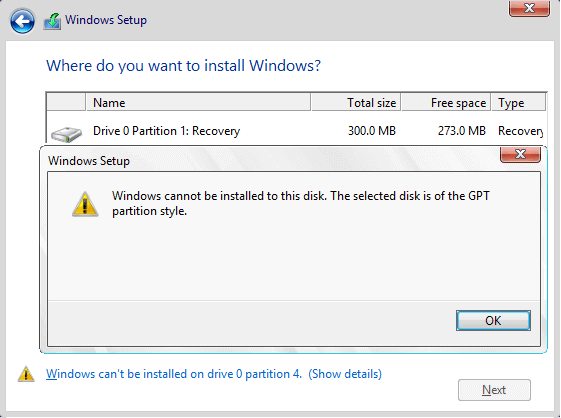 Windows Setup
Where do you want to install Windows?
Name Total size Free space Type
Drive 0 Partition 1: Recovery 300.0 MB 273.0 MB Recovery
Windows Setup
Windows cannot be installed to this disk. The selected disk is of the GPT
partition style.
OK
Windows can't be installed on drive 0 partition 4. (Show details)
Next